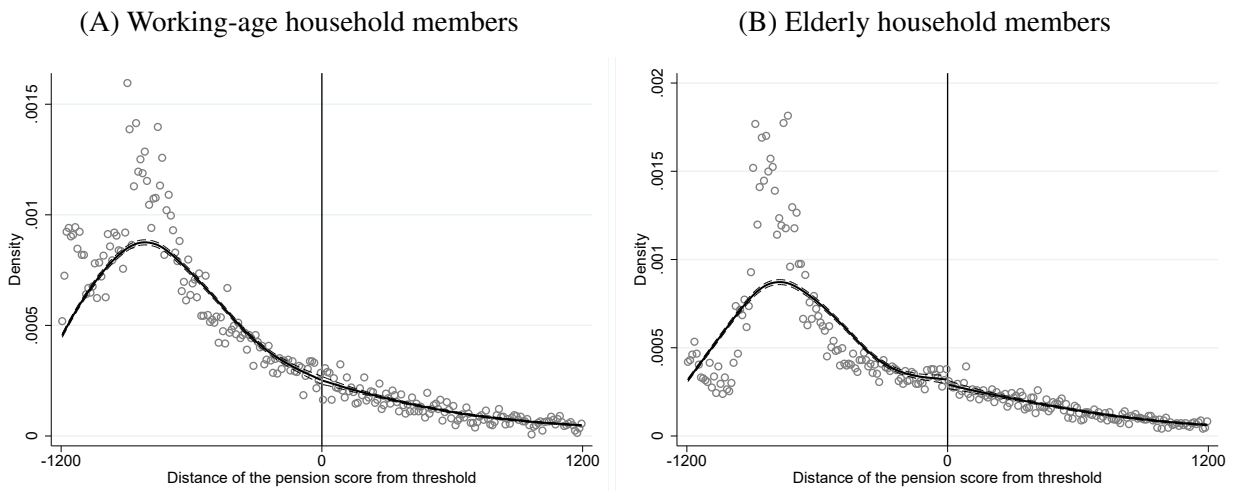 (A) Working-age household members
Density
0 .0005 .001 .0015
-1200 0 1200
Distance of the pension score from threshold
(B) Elderly household members
Density
0 .0005 .001 .0015 .002
-1200 0 1200
Distance of the pension score from threshold